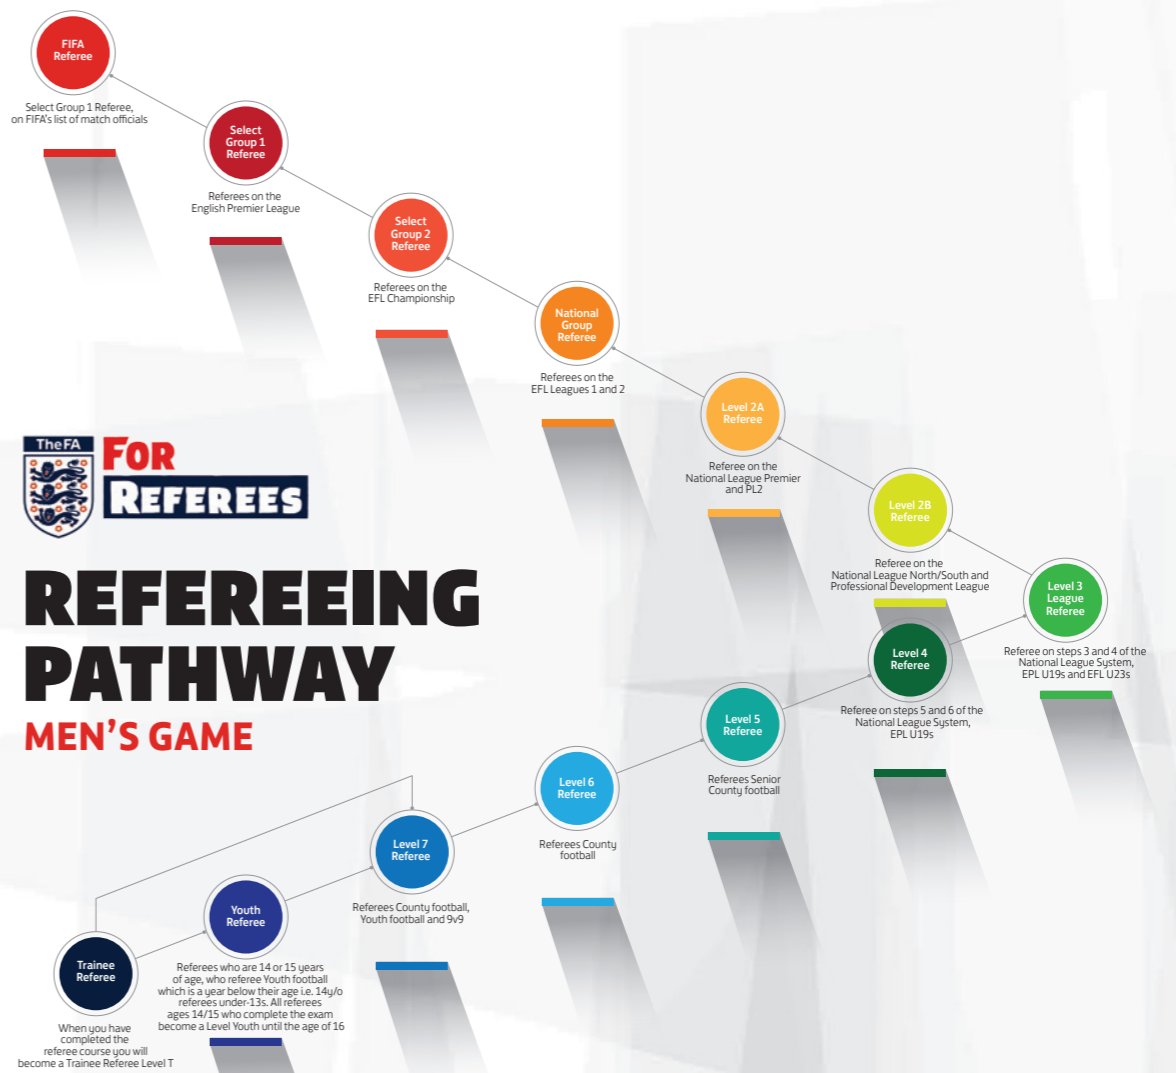 FIFA
Referee
Select Group 1 Referee,
on FIFA's list of match officials
Select
Group 1
Referee
Referees on the
English Premier League
Select
Group 2
Referee
Referees on the
EFL Championship
National
Group
Referee
Referees on the
EFL Leagues 1 and 2
Level 2A
Referee
Referee on the
National League Premier
and PL2
Level 2B
Referee
Referee on the
National League North/South and
Professional Development League
Level 3
League
Referee
Referee on steps 3 and 4 of the
National League System,
EPL U19s and EFL U23s
Level 4
Referee
Referee on steps 5 and 6 of the
National League System,
EPL U19s
Level 5
Referee
Referees Senior
County football
Level 6
Referee
Referees County
football
Level 7
Referee
Referees County football,
Youth football and 9v9
Youth
Referee
Referees who are 14 or 15 years
of age, who referee Youth football
which is a year below their age i.e. 14y/o
referees under-13s. All referees
ages 14/15 who complete the exam
become a Level Youth until the age of 16
Trainee
Referee
When you have
completed the
referee course you will
become a Trainee Referee Level T
The FA
FOR
REFEREES
REFEREEING
PATHWAY
MEN'S GAME